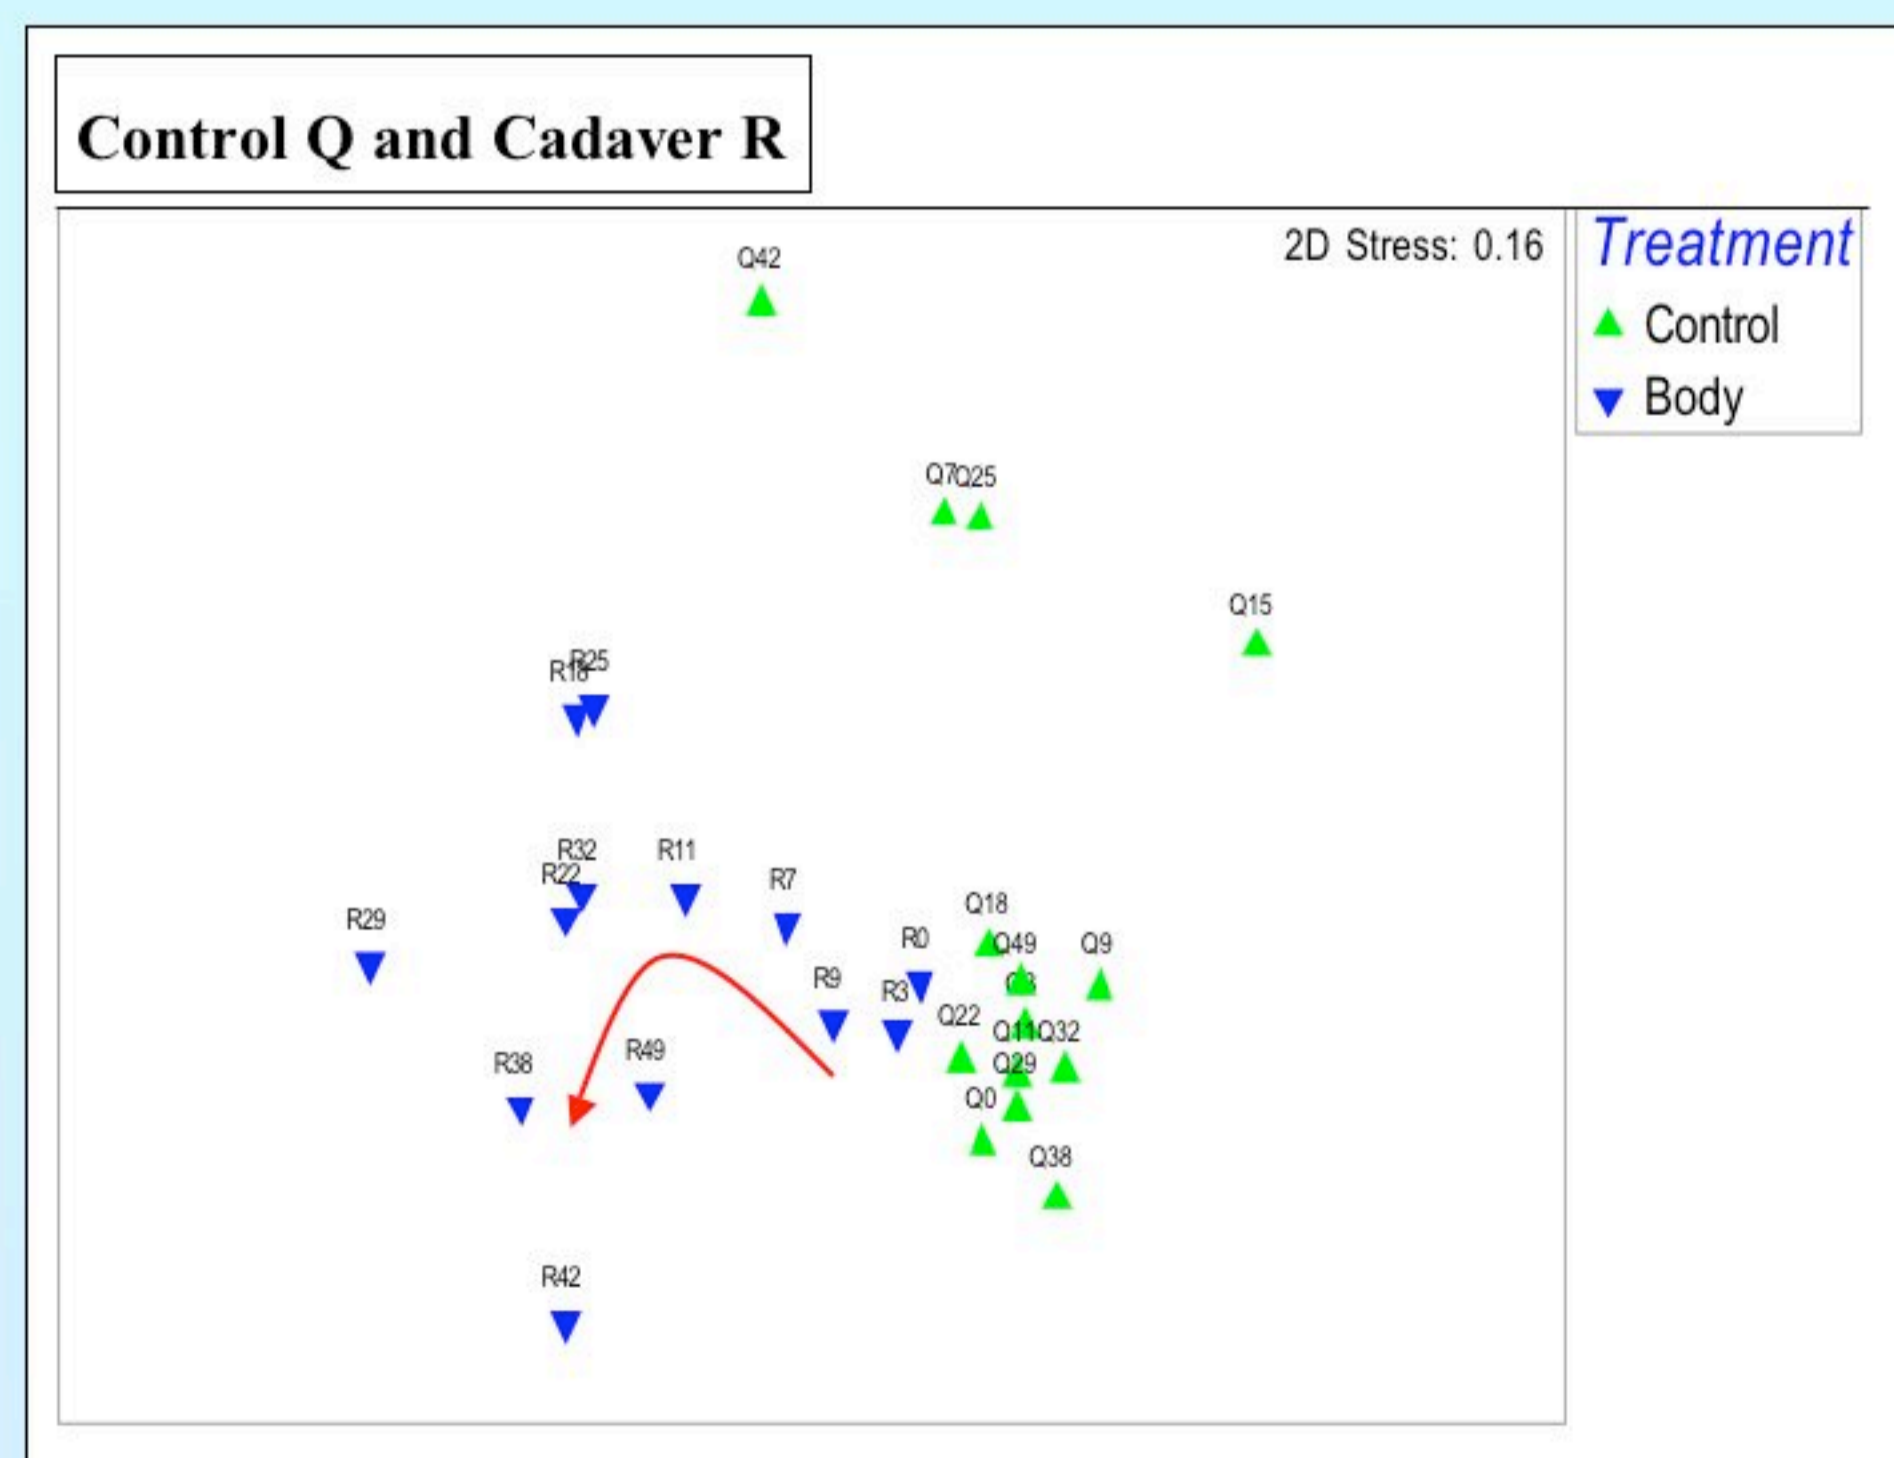 Control Q and Cadaver R
2D Stress: 0.16
Treatment
Control
Body
Q42
Q7
Q25
Q15
R25
R18
R32
R11
R22
R7
R29
Q18
R0
Q49
Q9
R9
R3
Q3
Q22
Q11
Q32
R49
R38
Q29
Q0
Q38
R42